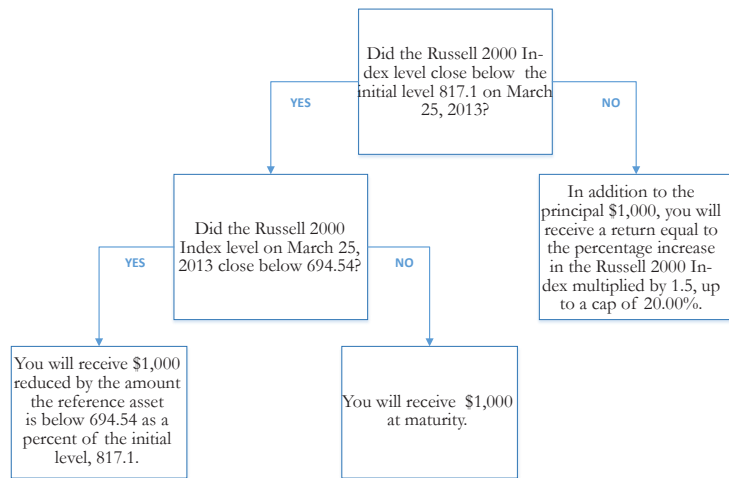 Did the Russell 2000 In-
dex level close below the
initial level 817.1 on March
25, 2013?
YES
NO
Did the Russell 2000
Index level on March 25,
2013 close below 694.54?
In addition to the
principal $1,000, you will
receive a return equal to
the percentage increase
in the Russell 2000 In-
dex multiplied by 1.5, up
to a cap of 20.00%.
YES
NO
You will receive $1,000
reduced by the amount
the reference asset
is below 694.54 as a
percent of the initial
level, 817.1.
You will receive $1,000
at maturity.